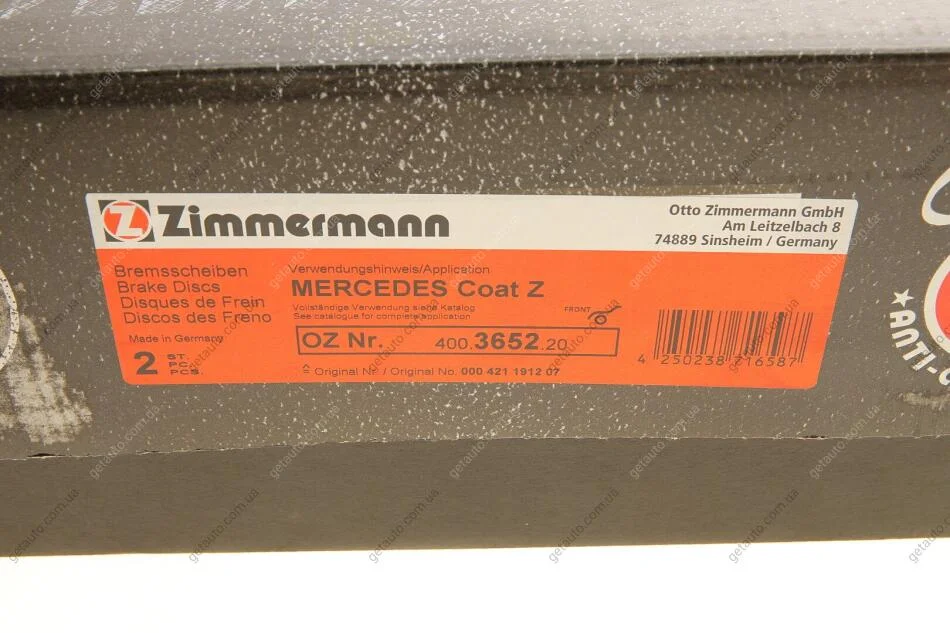 Zimmermann
Otto Zimmermann GmbH
Am Leitzelbach 8
74889 Sinsheim / Germany
Bremsscheiben
Brake Discs
Disques de Frein
Discos des Freno
Made in Germany
2 ST.
PC.
PCS.
Verwendungshinweis/Application
MERCEDES Coat Z
Vollständige Verwendung siehe Katalog
See catalogue for complete application
FRONT
OZ Nr. 400.3652.20
≙ Original Nr. / Original No. 000 421 1912 07
4 250238 716587
ANTI-C
getauto.com.ua